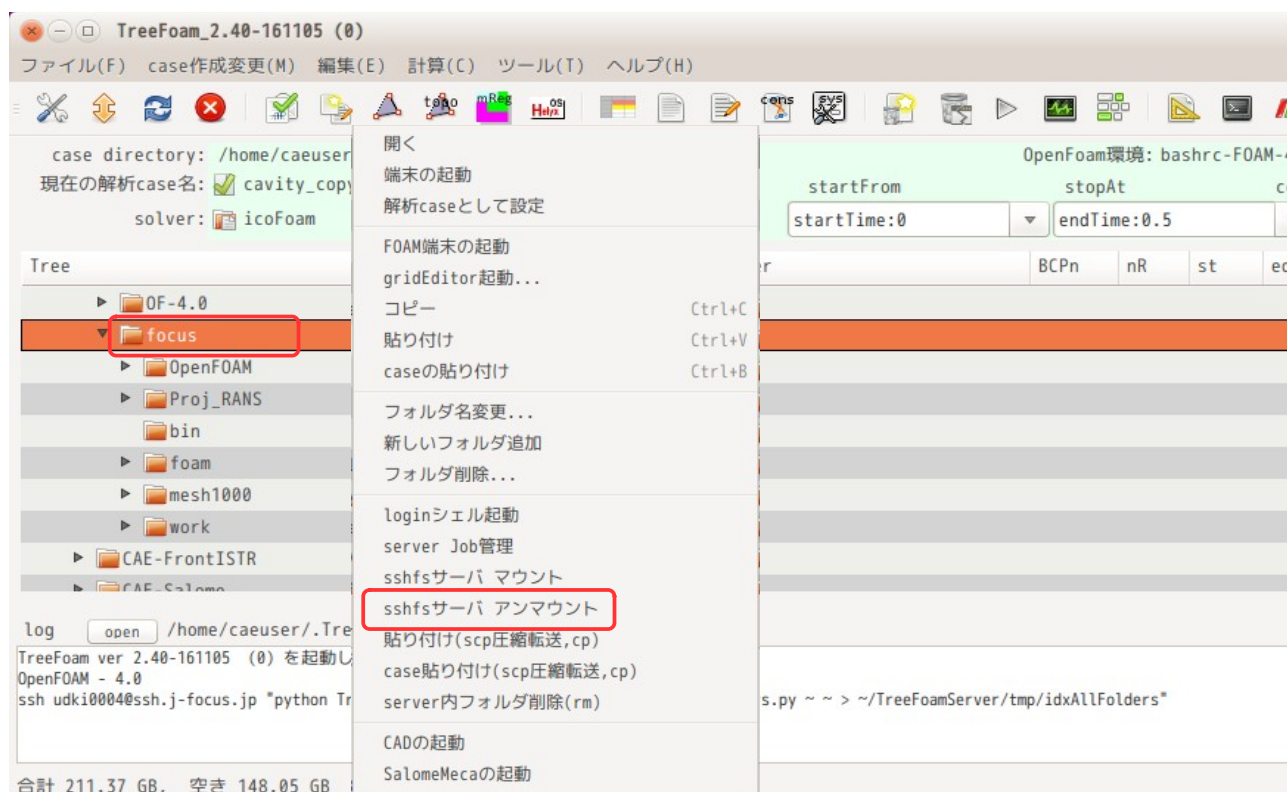 TreeFoam_2.40-161105 (0)
ファイル(F) case作成変更(M) 編集(E) 計算(C) ツール(T) ヘルプ(H)
topo mReg Helyx OS cons sys
case directory: /home/caeuser
OpenFoam環境: bashrc-FOAM-
現在の解析case名: cavity_copy
startFrom stopAt
solver: icoFoam
startTime:0 endTime:0.5
Tree BCPn nR st
OF-4.0
focus
OpenFOAM
Proj_RANS
bin
foam
mesh1000
work
CAE-FrontISTR
CAE-Salome
開く
端末の起動
解析caseとして設定
FOAM端末の起動
gridEditor起動...
コピー Ctrl+C
貼り付け Ctrl+V
caseの貼り付け Ctrl+B
フォルダ名変更...
新しいフォルダ追加
フォルダ削除...
loginシェル起動
server Job管理
sshfsサーバ マウント
sshfsサーバ アンマウント
貼り付け(scp圧縮転送,cp)
case貼り付け(scp圧縮転送,cp)
server内フォルダ削除(rm)
CADの起動
SalomeMecaの起動
log open /home/caeuser/.Tre
TreeFoam ver 2.40-161105 (0) を起動し
OpenFOAM - 4.0
ssh udki0004@ssh.j-focus.jp "python Tr s.py ~ ~ > ~/TreeFoamServer/tmp/idxAllFolders"
合計 211.37 GB, 空き 148.05 GB